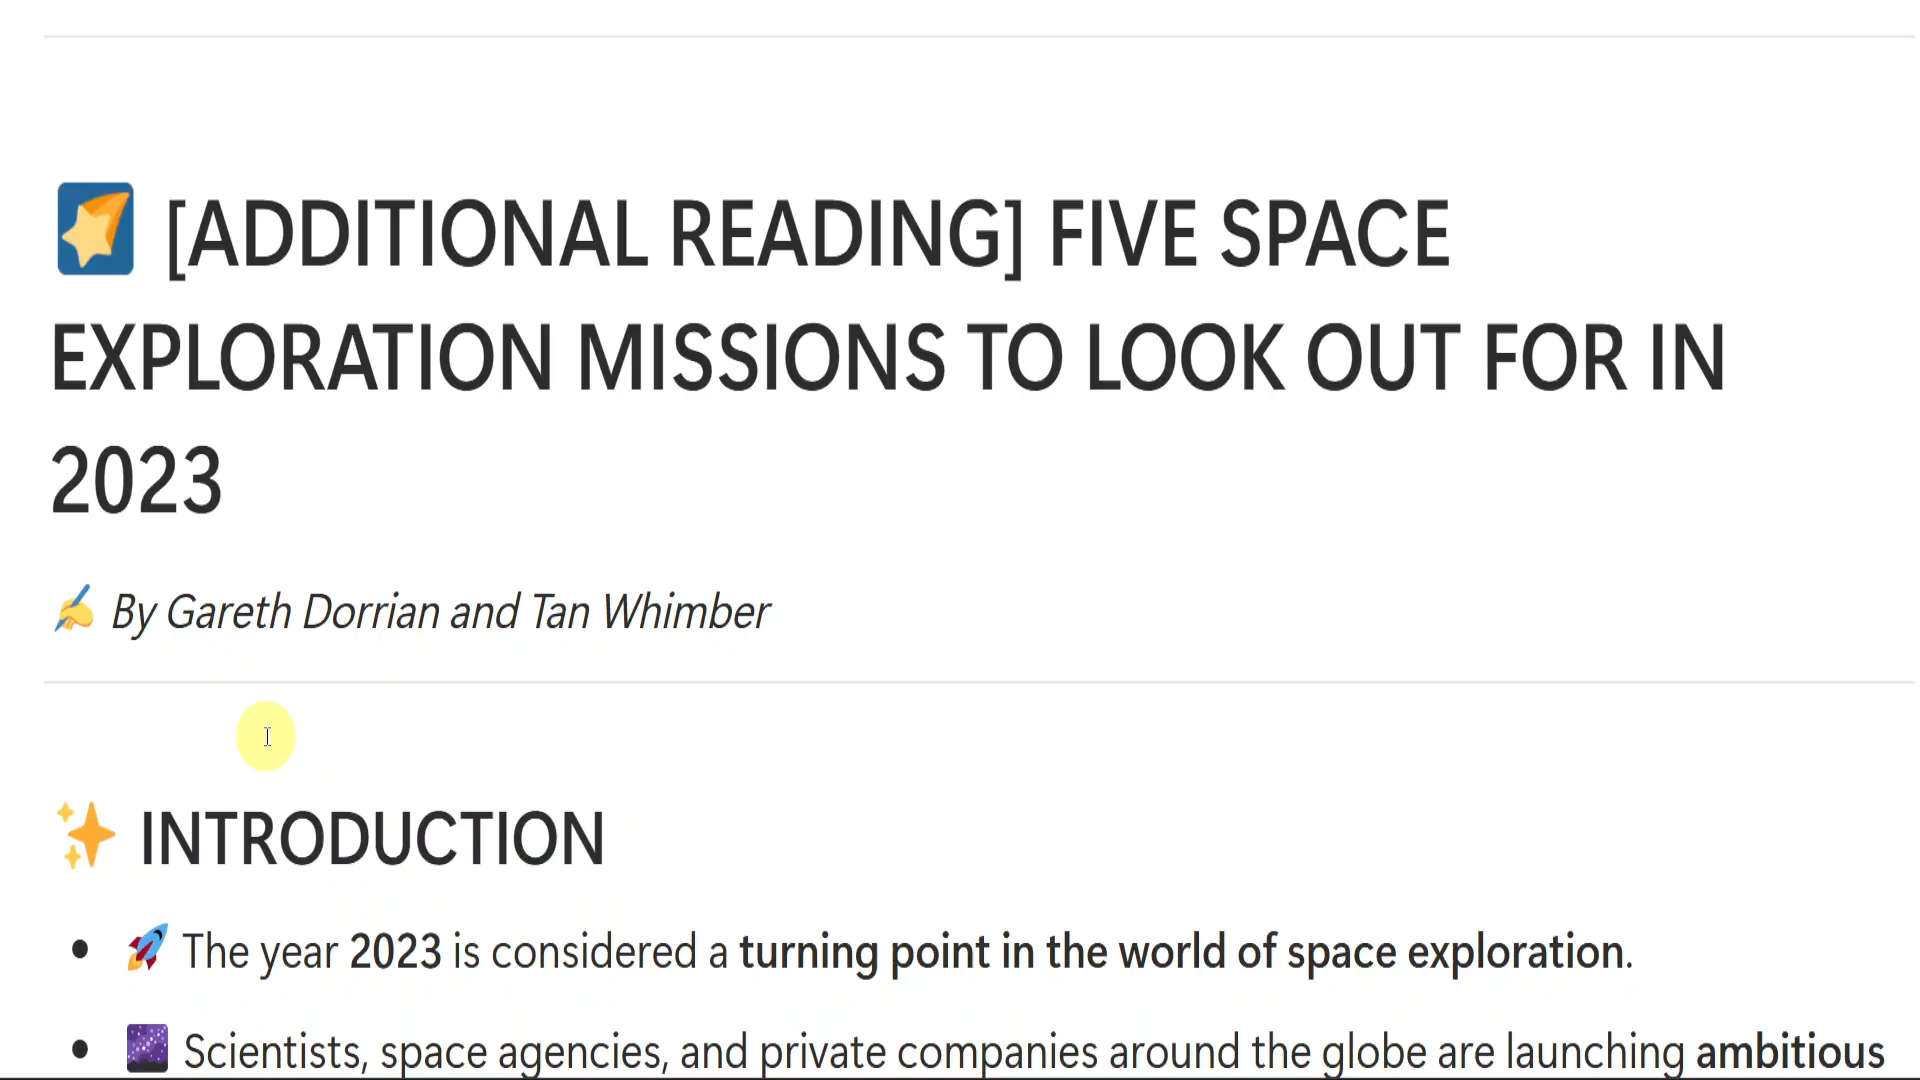 [ADDITIONAL READING] FIVE SPACE
EXPLORATION MISSIONS TO LOOK OUT FOR IN
2023
By Gareth Dorrian and Tan Whimber
INTRODUCTION
• The year 2023 is considered a turning point in the world of space exploration.
• Scientists, space agencies, and private companies around the globe are launching ambitious